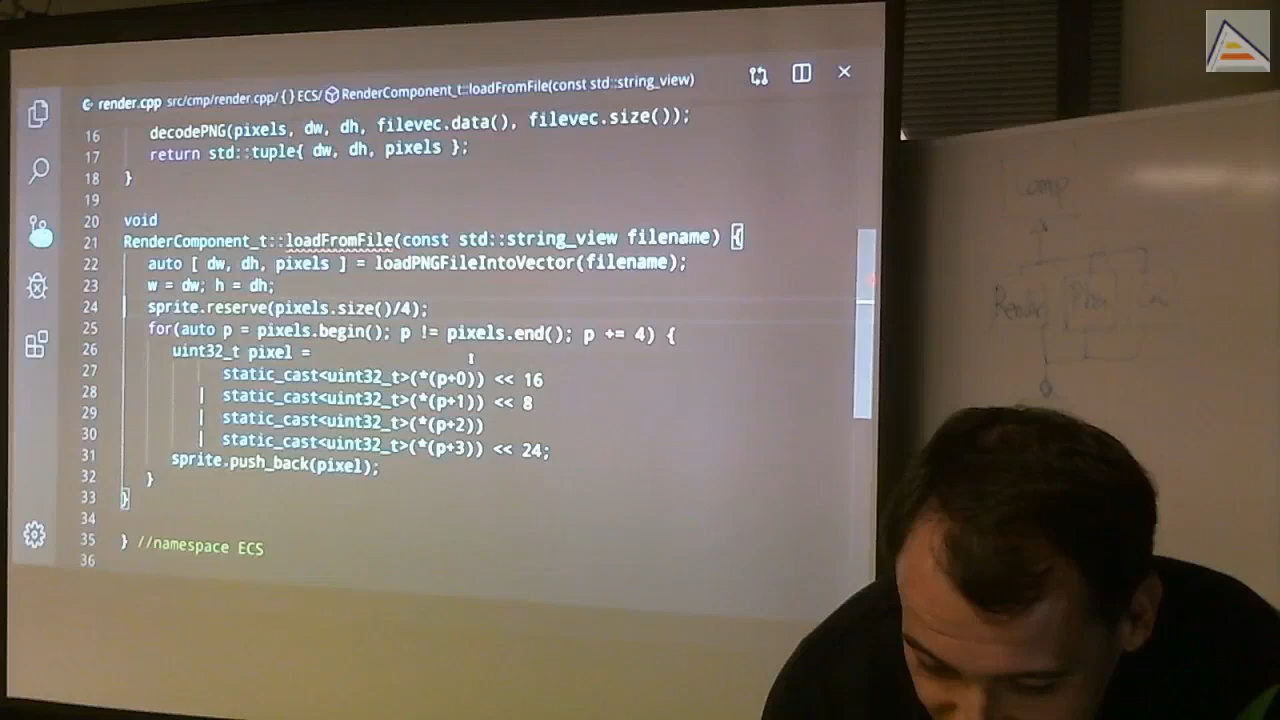 render.cpp src/cmp/render.cpp/ { } ECS/ RenderComponent_t::loadFromFile(const std::string_view)
16 decodePNG(pixels, dw, dh, filevec.data(), filevec.size());
17 return std::tuple{ dw, dh, pixels };
18 }
19
20 void
21 RenderComponent_t::loadFromFile(const std::string_view filename) {
22 auto [ dw, dh, pixels ] = loadPNGFileIntoVector(filename);
23 w = dw; h = dh;
24 sprite.reserve(pixels.size()/4);
25 for(auto p = pixels.begin(); p != pixels.end(); p += 4) {
26 uint32_t pixel =
27 static_cast<uint32_t>(*(p+0)) << 16
28 | static_cast<uint32_t>(*(p+1)) << 8
29 | static_cast<uint32_t>(*(p+2))
30 | static_cast<uint32_t>(*(p+3)) << 24;
31 sprite.push_back(pixel);
32 }
33 }
34
35 } //namespace ECS
36
Comp
Render